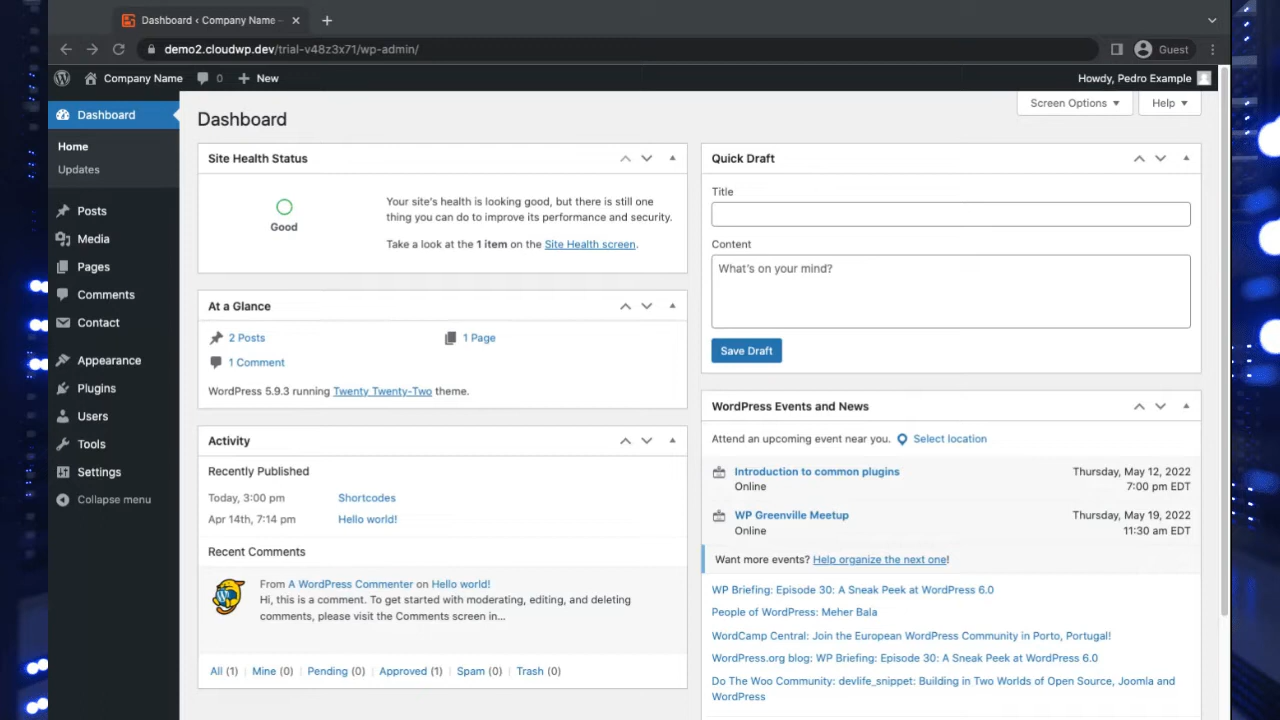 Dashboard ‹ Company Name –
demo2.cloudwp.dev/trial-v48z3x71/wp-admin/
Guest
Company Name 0 New
Howdy, Pedro Example
Dashboard
Home
Updates
Posts
Media
Pages
Comments
Contact
Appearance
Plugins
Users
Tools
Settings
Collapse menu
Screen Options
Help
Dashboard
Site Health Status
Good
Your site's health is looking good, but there is still one
thing you can do to improve its performance and security.
Take a look at the 1 item on the Site Health screen.
At a Glance
2 Posts
1 Page
1 Comment
WordPress 5.9.3 running Twenty Twenty-Two theme.
Activity
Recently Published
Today, 3:00 pm Shortcodes
Apr 14th, 7:14 pm Hello world!
Recent Comments
From A WordPress Commenter on Hello world!
Hi, this is a comment. To get started with moderating, editing, and deleting
comments, please visit the Comments screen in...
All (1) | Mine (0) | Pending (0) | Approved (1) | Spam (0) | Trash (0)
Quick Draft
Title
Content
What's on your mind?
Save Draft
WordPress Events and News
Attend an upcoming event near you. Select location
Introduction to common plugins
Online
Thursday, May 12, 2022
7:00 pm EDT
WP Greenville Meetup
Online
Thursday, May 19, 2022
11:30 am EDT
Want more events? Help organize the next one!
WP Briefing: Episode 30: A Sneak Peek at WordPress 6.0
People of WordPress: Meher Bala
WordCamp Central: Join the European WordPress Community in Porto, Portugal!
WordPress.org blog: WP Briefing: Episode 30: A Sneak Peek at WordPress 6.0
Do The Woo Community: devlife_snippet: Building in Two Worlds of Open Source, Joomla and
WordPress